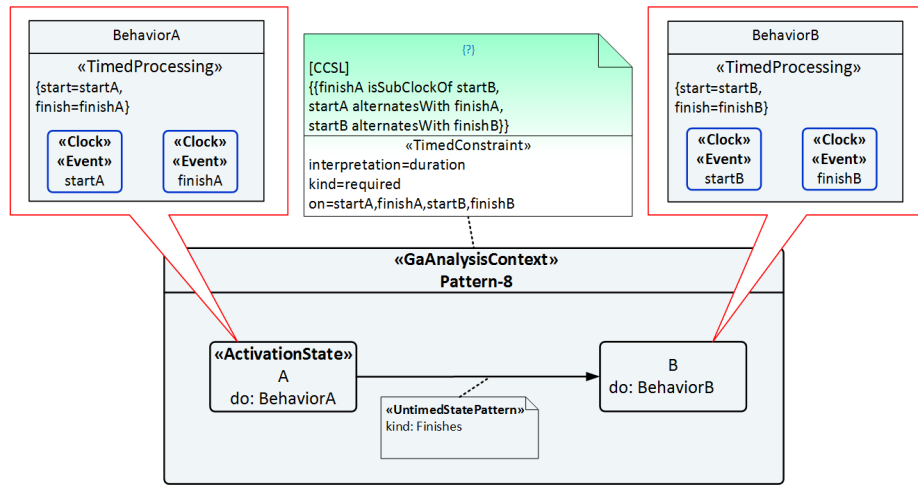 BehaviorA
«TimedProcessing»
{start=startA,
finish=finishA}
«Clock»
«Event»
startA
«Clock»
«Event»
finishA
{?}
[CCSL]
{{finishA isSubClockOf startB,
startA alternatesWith finishA,
startB alternatesWith finishB}}
«TimedConstraint»
interpretation=duration
kind=required
on=startA,finishA,startB,finishB
BehaviorB
«TimedProcessing»
{start=startB,
finish=finishB}
«Clock»
«Event»
startB
«Clock»
«Event»
finishB
«GaAnalysisContext»
Pattern-8
«ActivationState»
A
do: BehaviorA
B
do: BehaviorB
«UntimedStatePattern»
kind: Finishes